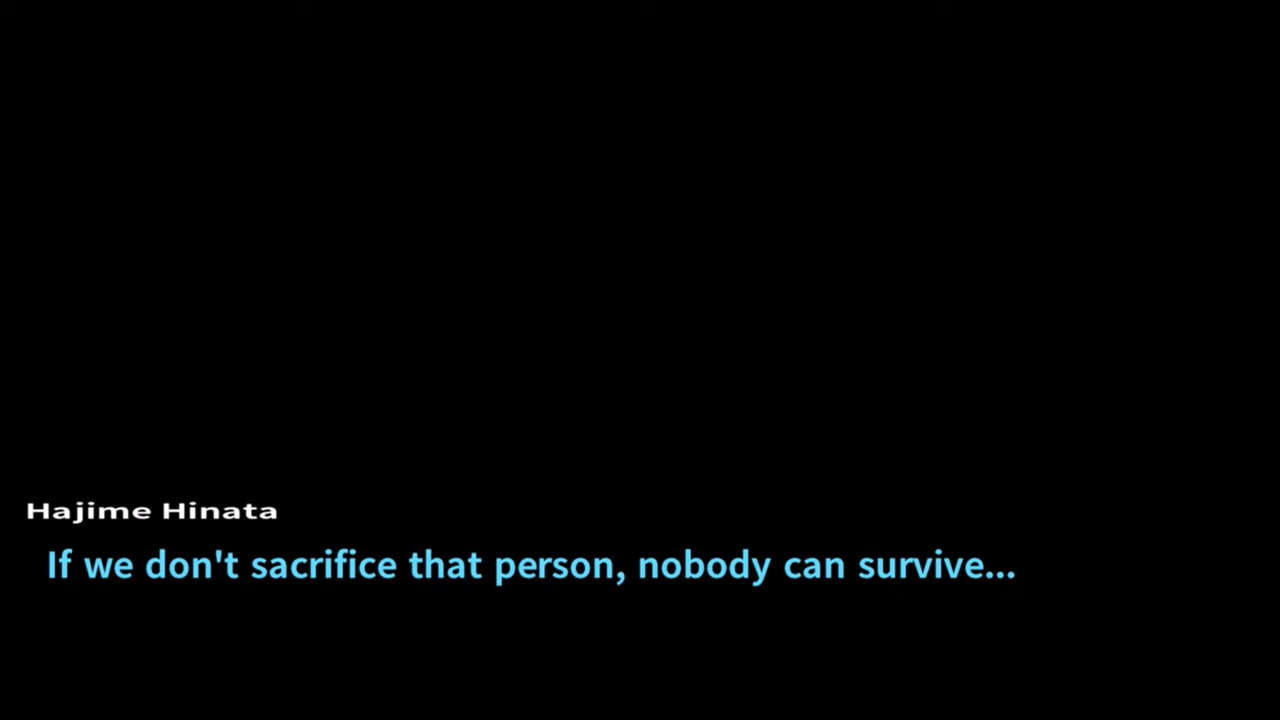 Hajime Hinata
If we don't sacrifice that person, nobody can survive...